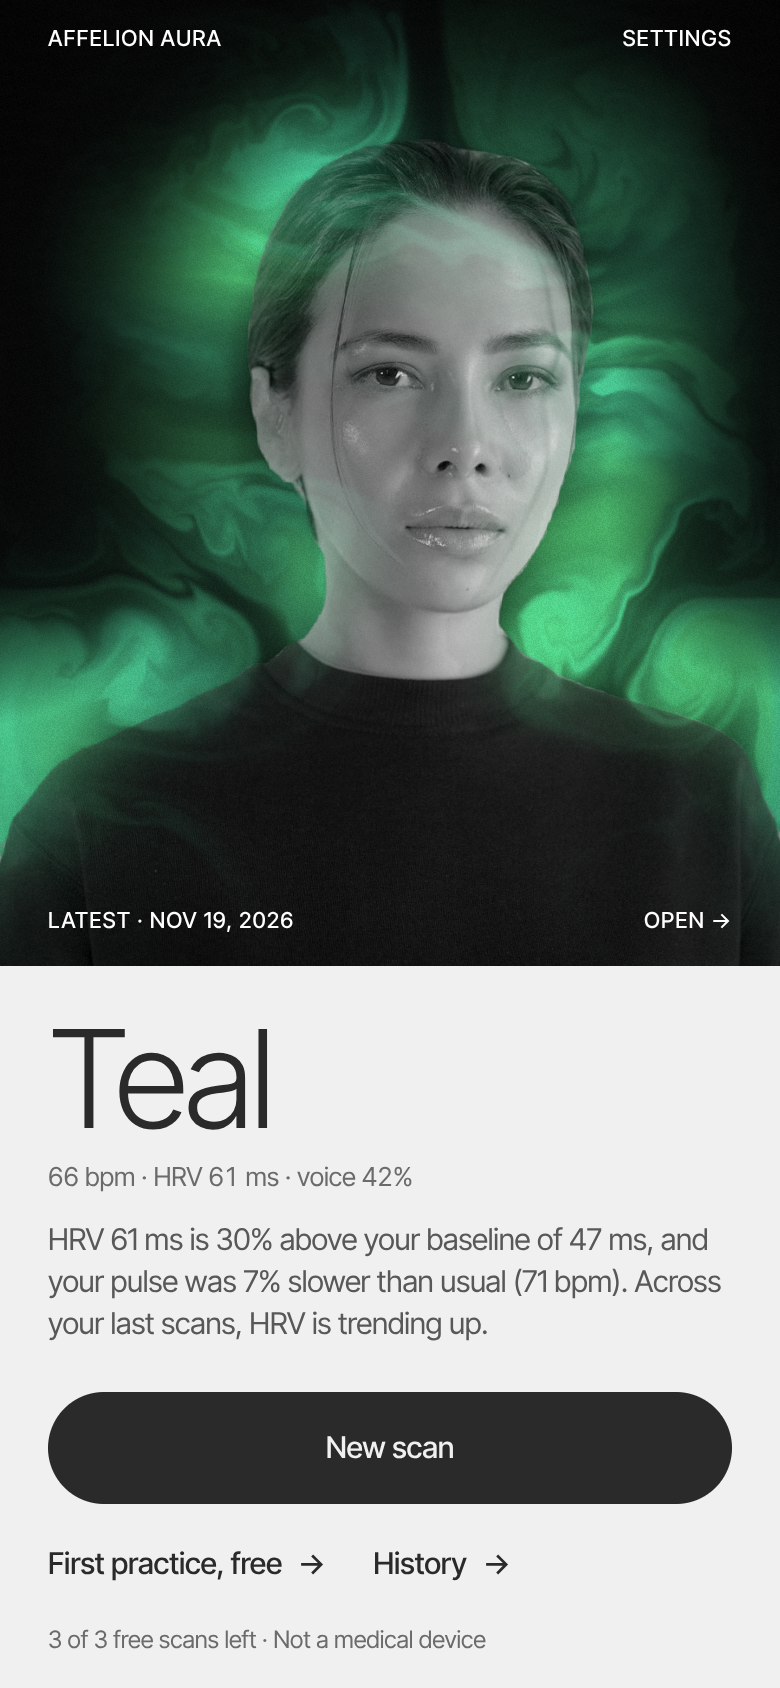 AFFELION AURA
SETTINGS
LATEST · NOV 19, 2026
OPEN →
Teal
66 bpm · HRV 61 ms · voice 42%
HRV 61 ms is 30% above your baseline of 47 ms, and
your pulse was 7% slower than usual (71 bpm). Across
your last scans, HRV is trending up.
New scan
First practice, free →
History →
3 of 3 free scans left · Not a medical device